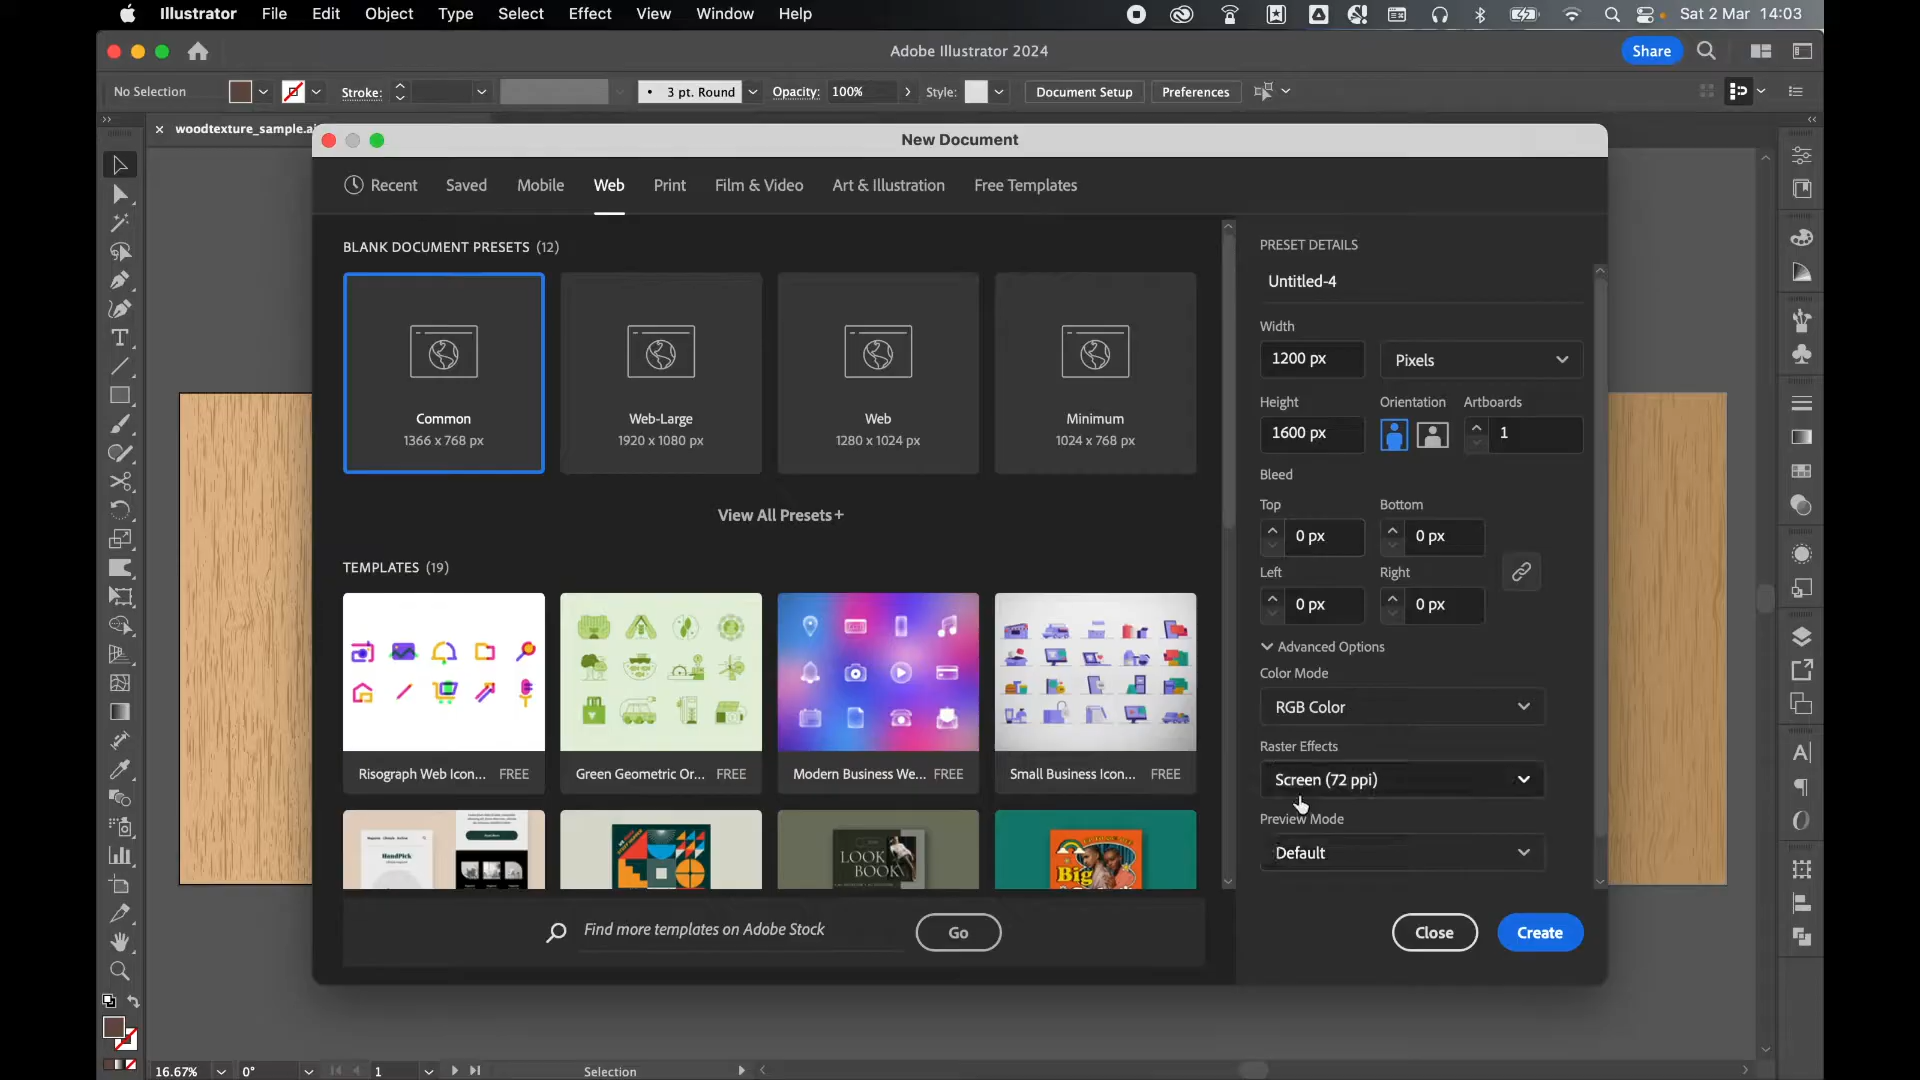 Illustrator File Edit Object Type Select Effect View Window Help Sat 2 Mar 14:03
Adobe Illustrator 2024 Share
No Selection Stroke: 3 pt. Round Opacity: 100% Style: Document Setup Preferences
woodtexture_sample.ai
New Document
Recent Saved Mobile Web Print Film & Video Art & Illustration Free Templates
BLANK DOCUMENT PRESETS (12)
Common
1366 x 768 px
Web-Large
1920 x 1080 px
Web
1280 x 1024 px
Minimum
1024 x 768 px
View All Presets+
TEMPLATES (19)
Risograph Web Icon... FREE
Green Geometric Or... FREE
Modern Business We... FREE
Small Business Icon... FREE
HandPick
LOOK
BOOK
Big
Find more templates on Adobe Stock
Go
PRESET DETAILS
Untitled-4
Width
1200 px Pixels
Height Orientation Artboards
1600 px 1
Bleed
Top Bottom
0 px 0 px
Left Right
0 px 0 px
Advanced Options
Color Mode
RGB Color
Raster Effects
Screen (72 ppi)
Preview Mode
Default
Close Create
16.67% 0° 1 Selection